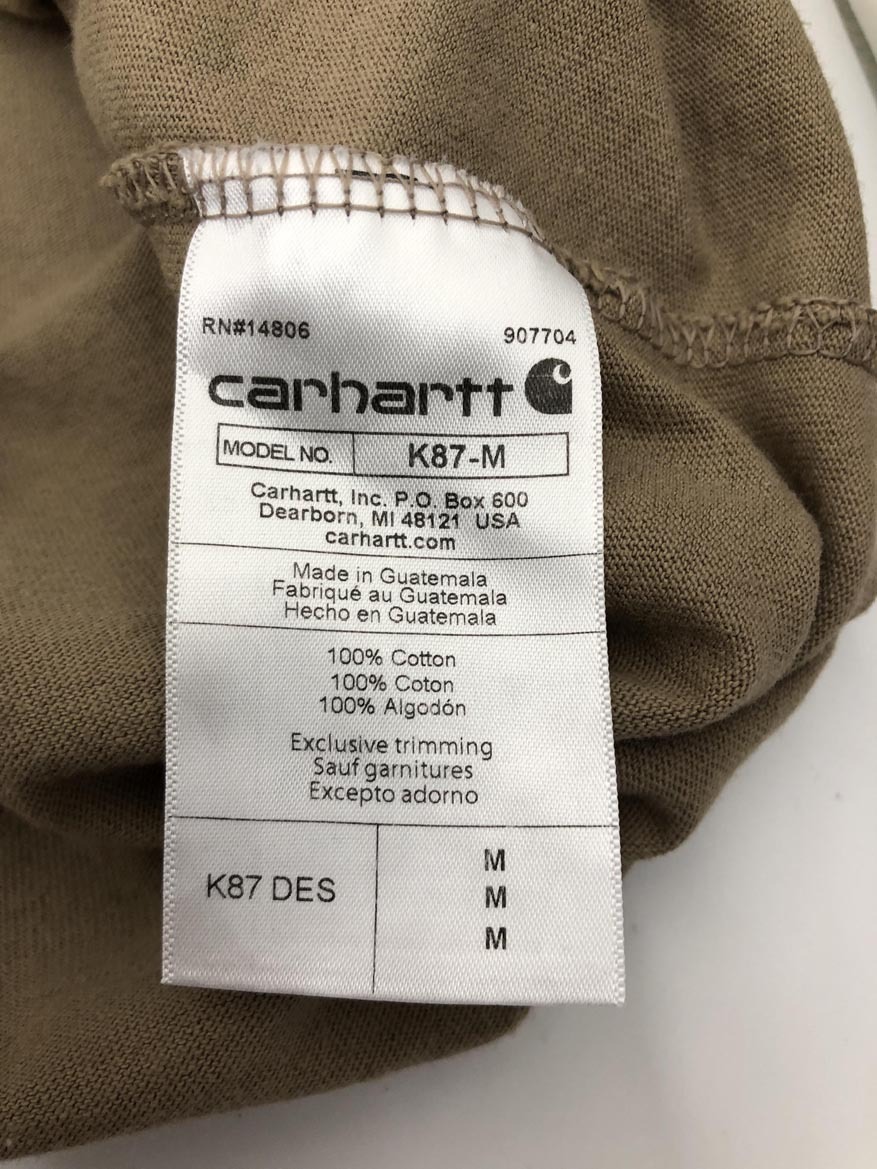 RN#14806 907704
carhartt
MODEL NO. K87-M
Carhartt, Inc. P.O. Box 600
Dearborn, MI 48121 USA
carhartt.com
Made in Guatemala
Fabriqué au Guatemala
Hecho en Guatemala
100% Cotton
100% Coton
100% Algodón
Exclusive trimming
Sauf garnitures
Excepto adorno
K87 DES
M
M
M